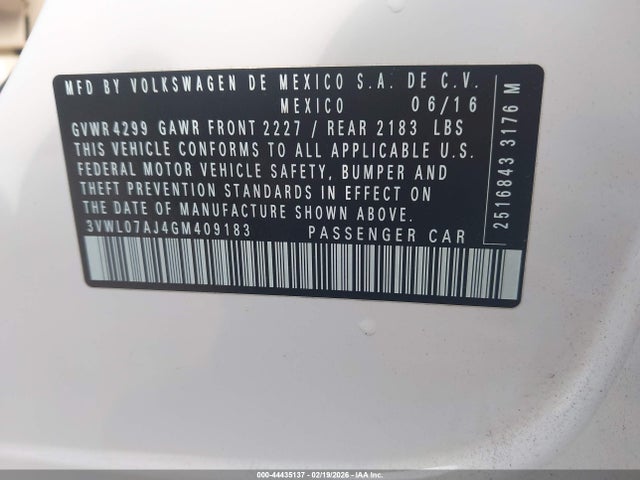 MFD BY VOLKSWAGEN DE MEXICO S.A. DE C.V.
MEXICO 06/16
GVWR 4299 GAWR FRONT 2227 / REAR 2183 LBS
THIS VEHICLE CONFORMS TO ALL APPLICABLE U.S.
FEDERAL MOTOR VEHICLE SAFETY, BUMPER AND
THEFT PREVENTION STANDARDS IN EFFECT ON
THE DATE OF MANUFACTURE SHOWN ABOVE.
3VWL07AJ4GM409183 PASSENGER CAR
2516843 3176 M
000-44435137 - 02/19/2026 - IAA Inc.